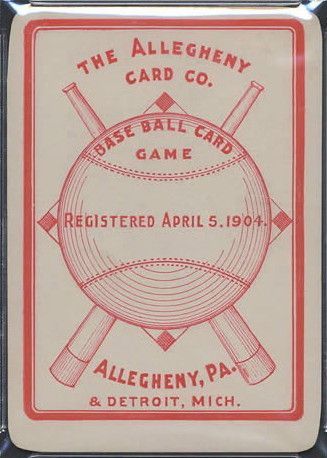 THE ALLEGHENY
CARD CO.
BASE BALL CARD
GAME
REGISTERED APRIL 5.1904.
ALLEGHENY, PA.
& DETROIT, MICH.